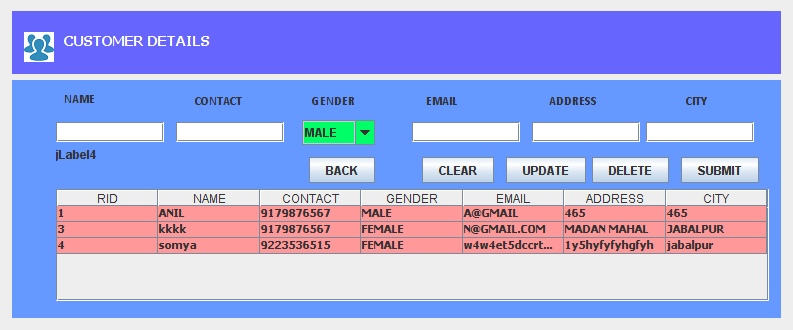 CUSTOMER DETAILS
NAME CONTACT GENDER EMAIL ADDRESS CITY
MALE
jLabel4
BACK CLEAR UPDATE DELETE SUBMIT
RID NAME CONTACT GENDER EMAIL ADDRESS CITY
1 ANIL 9179876567 MALE A@GMAIL 465 465
3 kkkk 9179876567 FEMALE N@GMAIL.COM MADAN MAHAL JABALPUR
4 somya 9223536515 FEMALE w4w4et5dccrt... 1y5hyfyfyhgfyh jabalpur